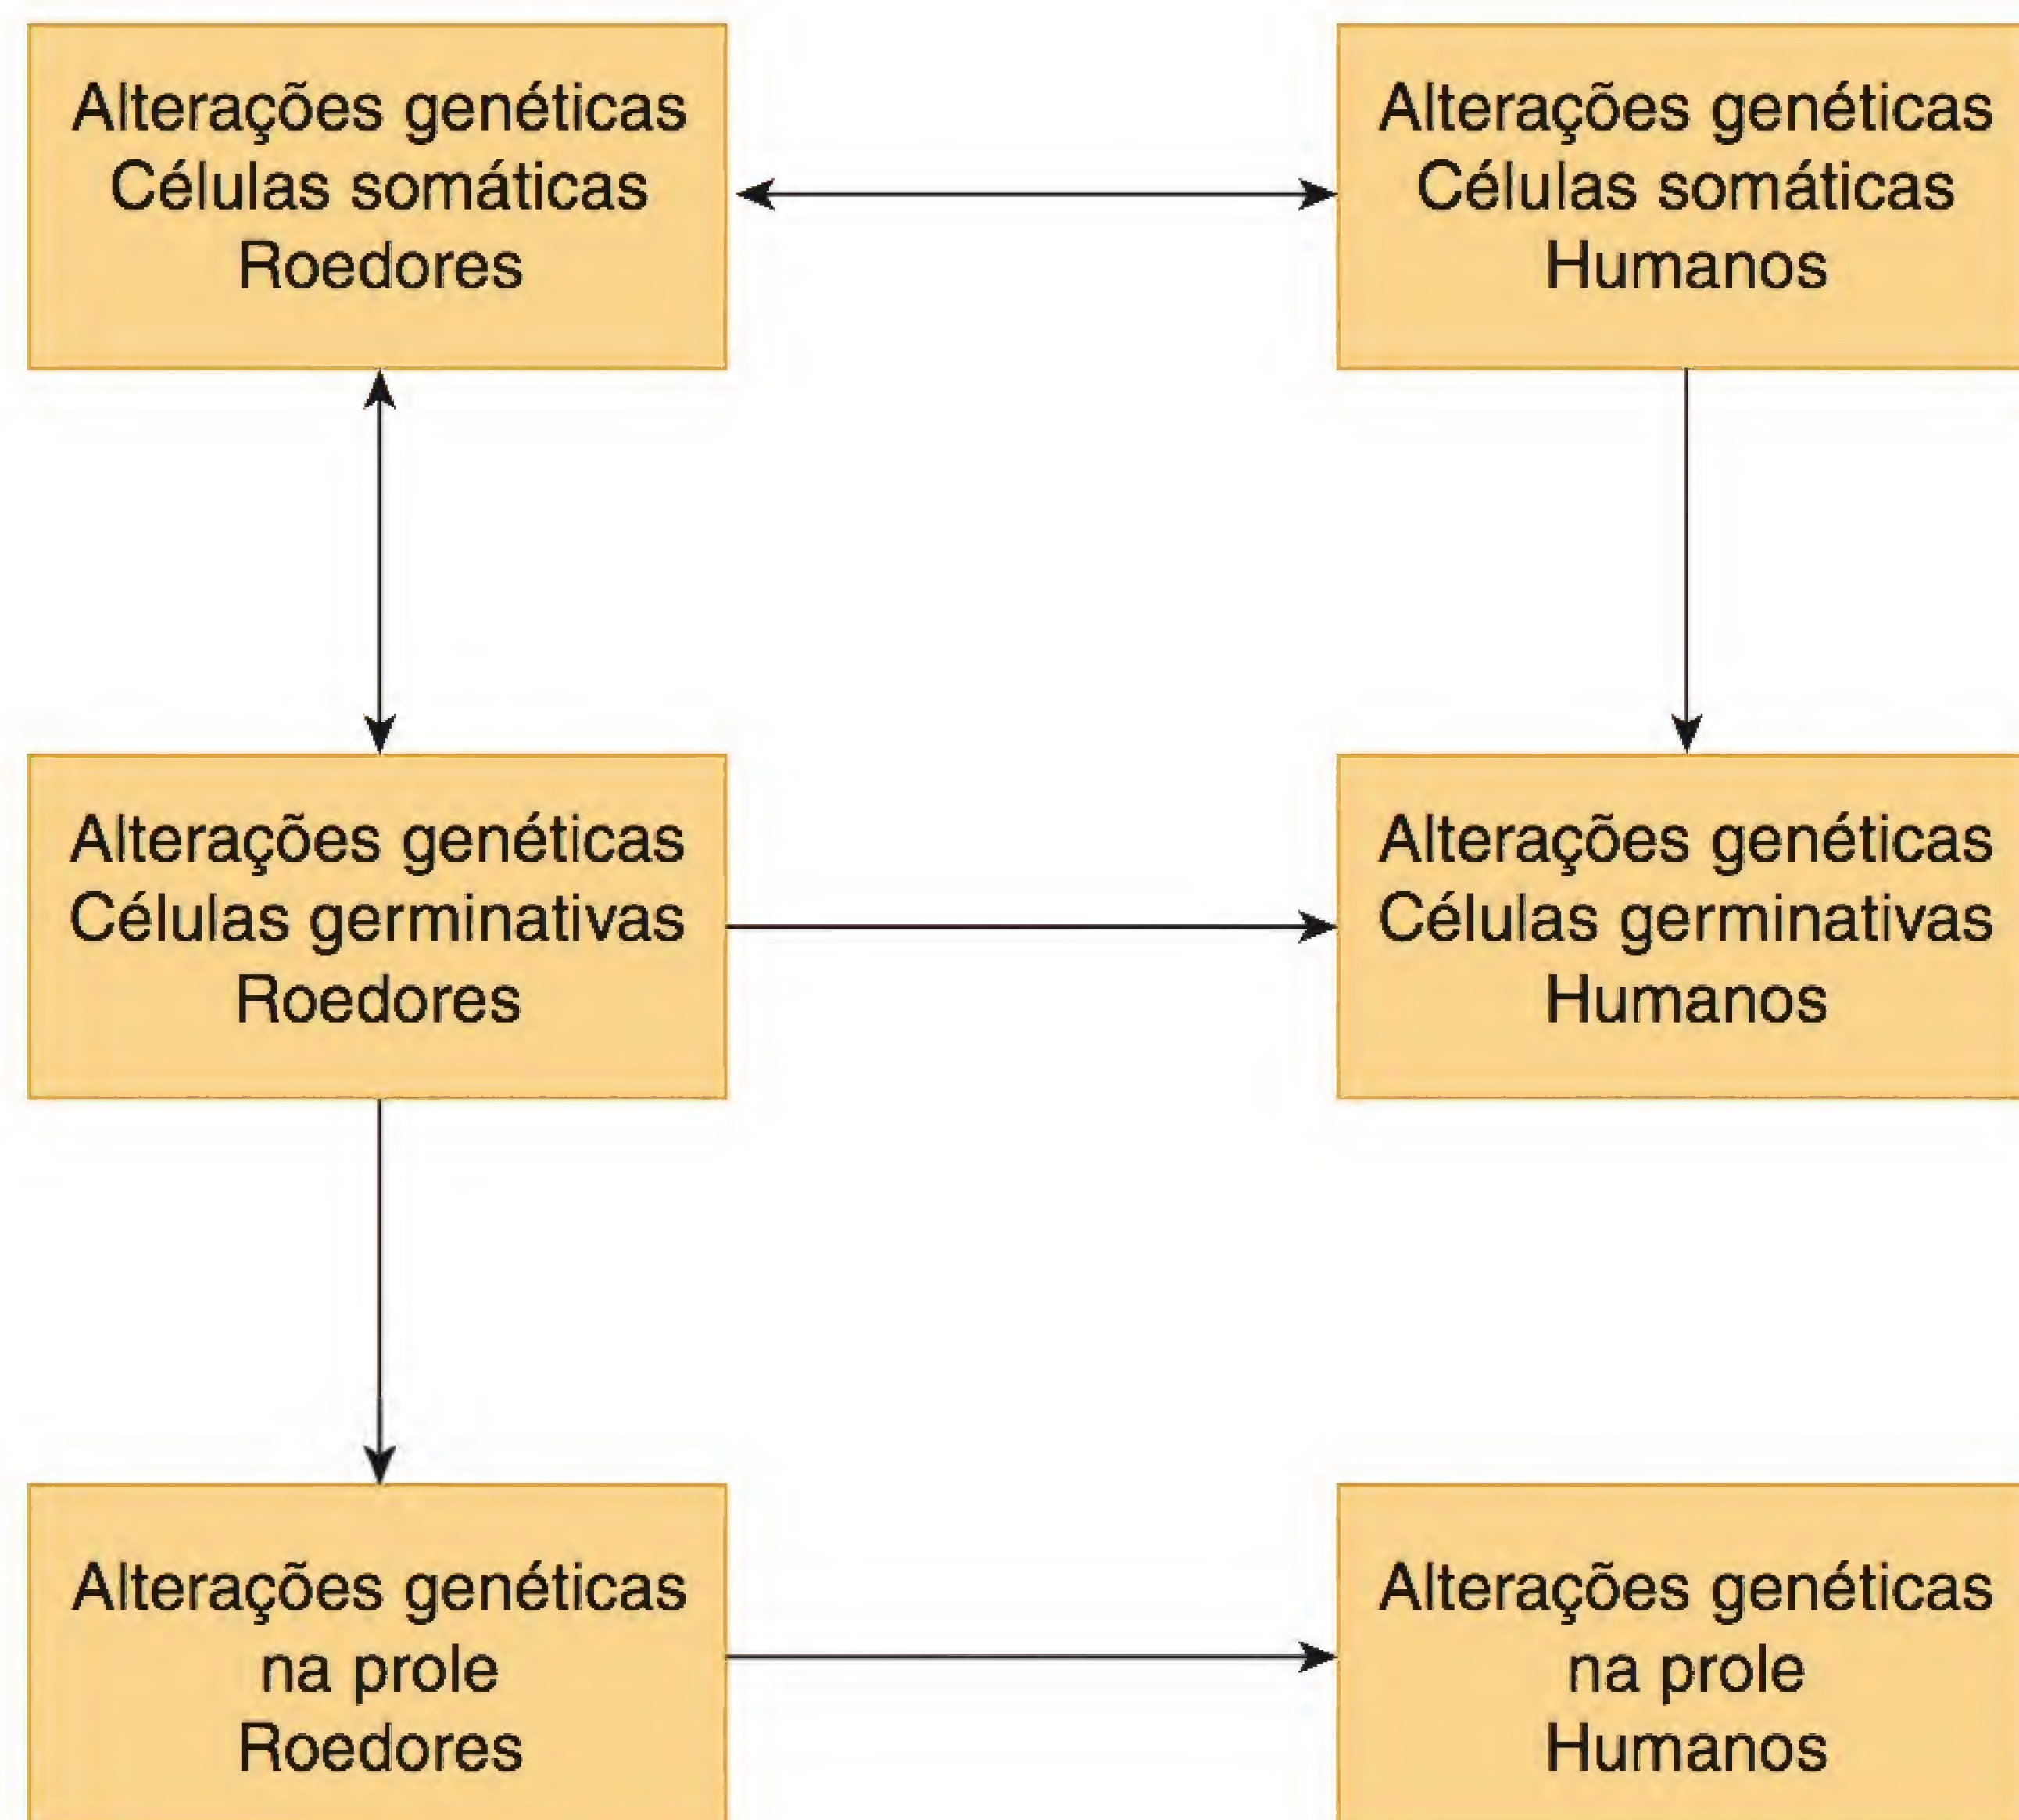 Alterações genéticas
Células somáticas
Roedores
Alterações genéticas
Células somáticas
Humanos
Alterações genéticas
Células germinativas
Roedores
Alterações genéticas
Células germinativas
Humanos
Alterações genéticas
na prole
Roedores
Alterações genéticas
na prole
Humanos